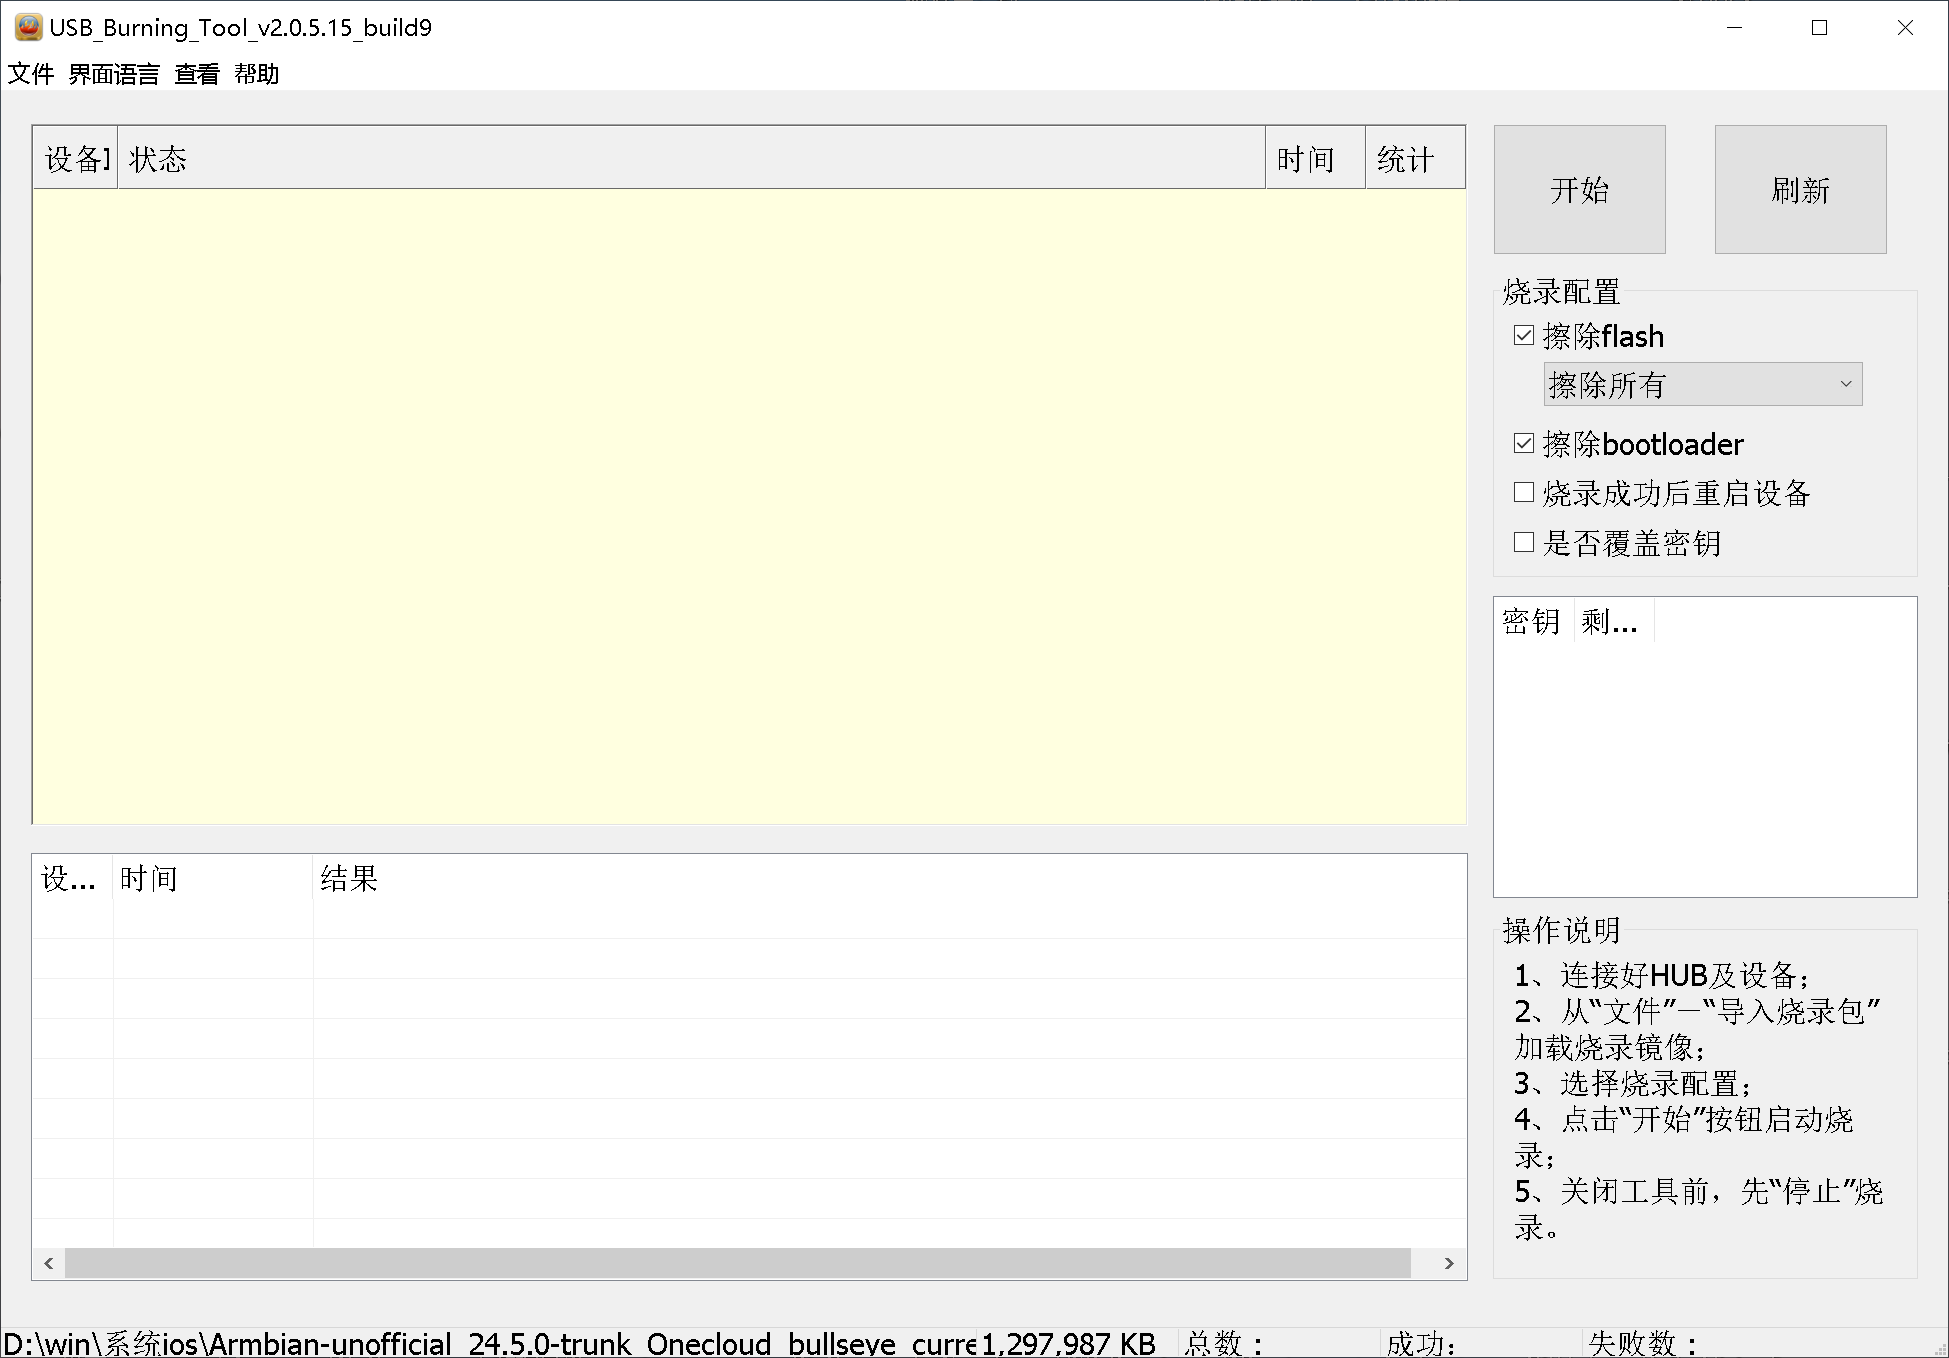 USB_Burning_Tool_v2.0.5.15_build9
文件 界面语言 查看 帮助
设备] 状态 时间 统计
开始 刷新
烧录配置
擦除flash
擦除所有
擦除bootloader
烧录成功后重启设备
是否覆盖密钥
密钥 剩...
设... 时间 结果
操作说明
1、连接好HUB及设备；
2、从“文件”—“导入烧录包”
加载烧录镜像；
3、选择烧录配置；
4、点击“开始”按钮启动烧
录；
5、关闭工具前，先“停止”烧
录。
D:\win\系统ios\Armbian-unofficial_24.5.0-trunk_Onecloud_bullseye_curre 1,297,987 KB 总数： 成功: 失败数：